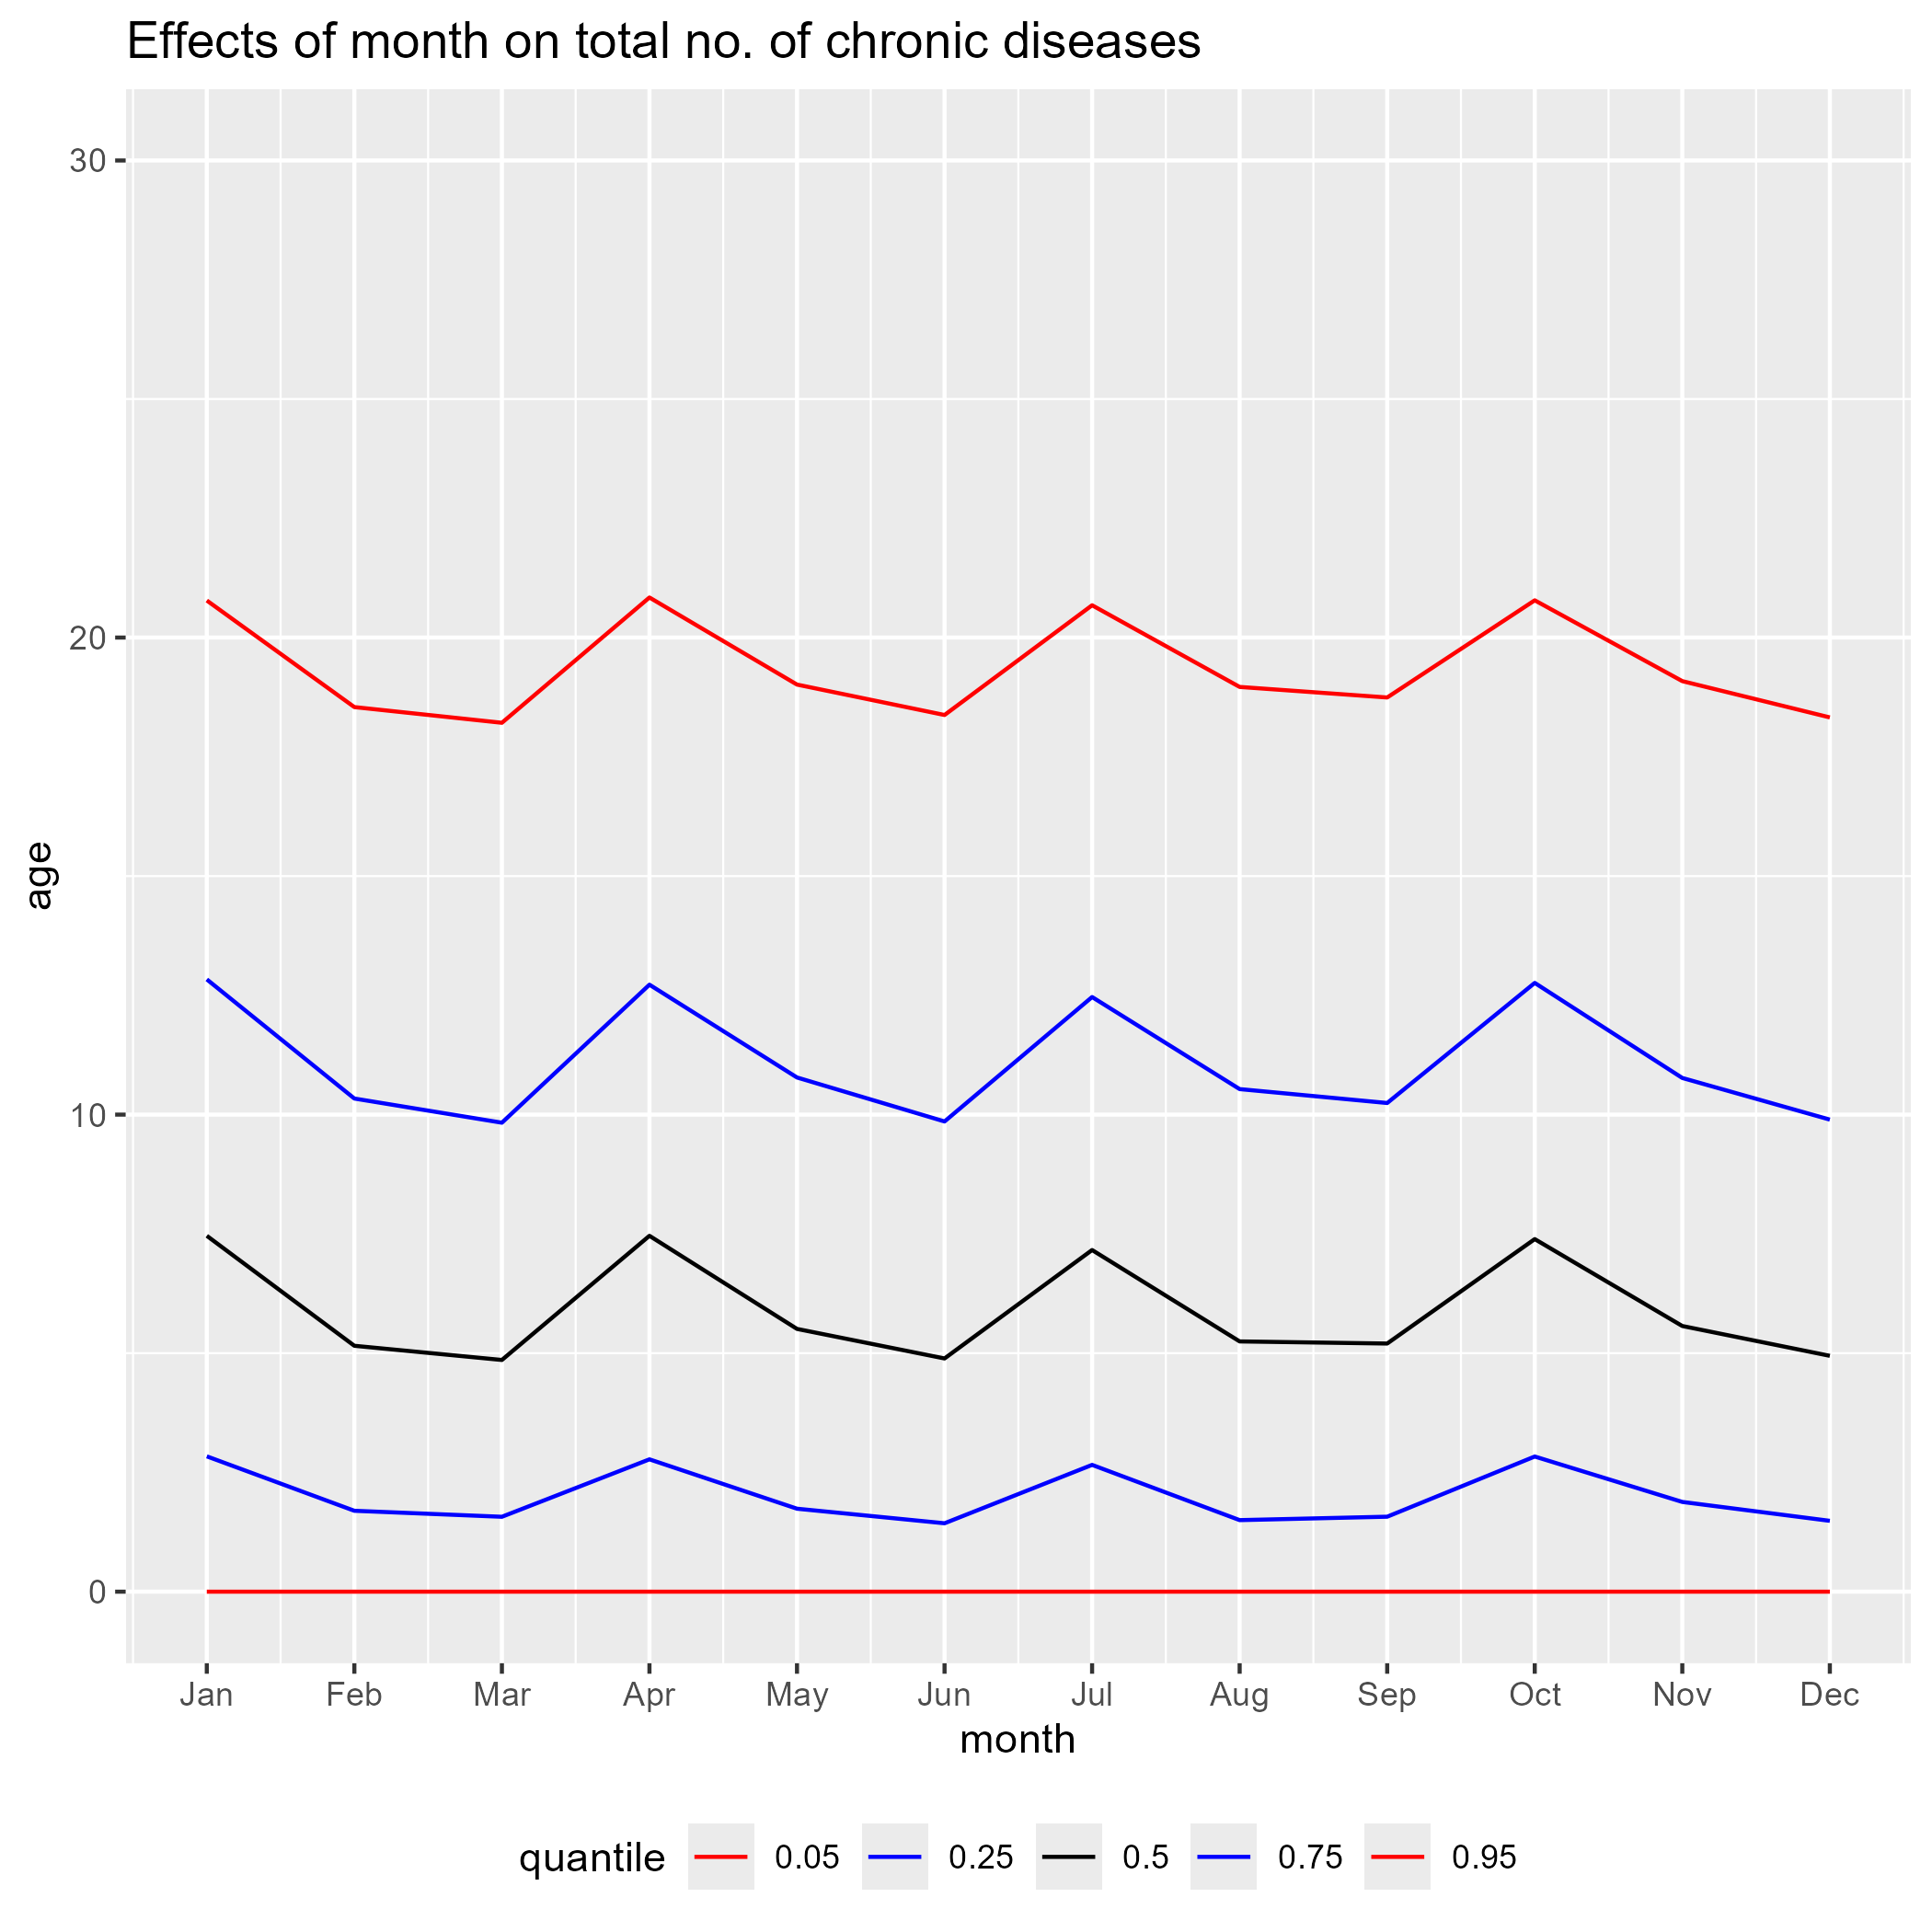 Effects of month on total no. of chronic diseases
30
20
10
0
age
Jan Feb Mar Apr May Jun Jul Aug Sep Oct Nov Dec
month
quantile 0.05 0.25 0.5 0.75 0.95